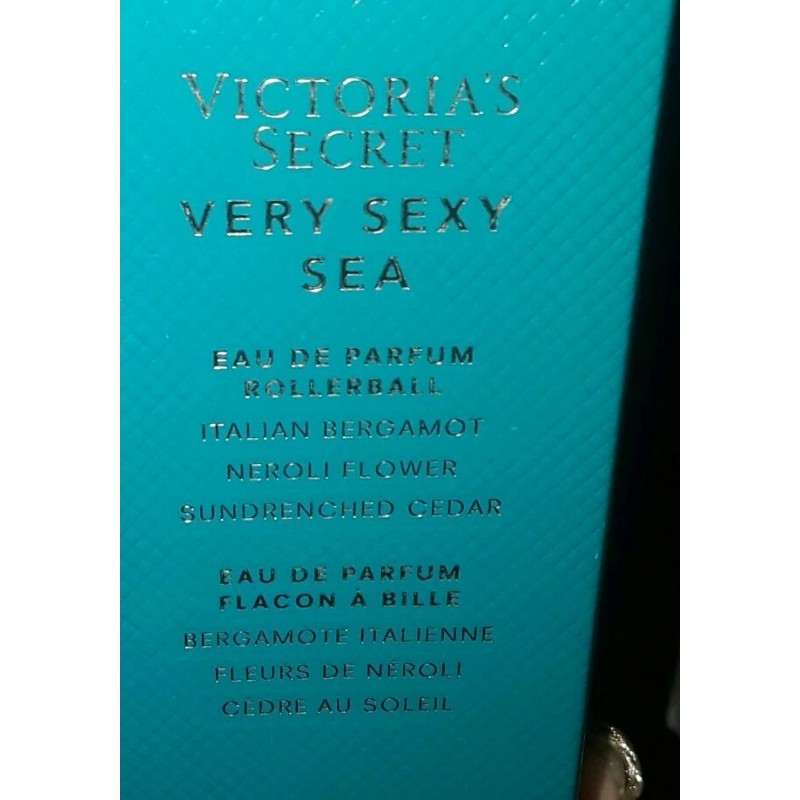 VICTORIA'S
SECRET
VERY SEXY
SEA
EAU DE PARFUM
ROLLERBALL
ITALIAN BERGAMOT
NEROLI FLOWER
SUNDRENCHED CEDAR
EAU DE PARFUM
FLACON À BILLE
BERGAMOTE ITALIENNE
FLEURS DE NÉROLI
CÈDRE AU SOLEIL